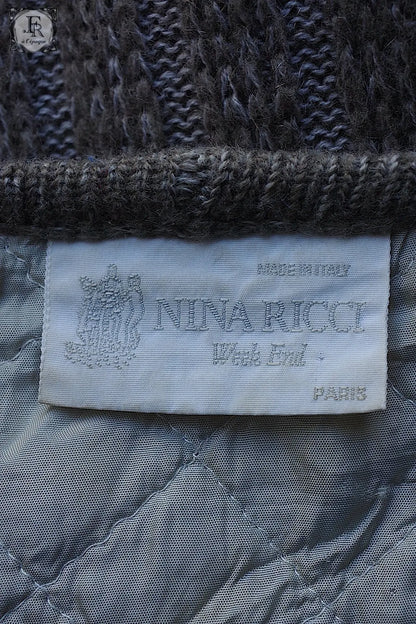 MADE IN ITALY
NINA RICCI
Week End
PARIS